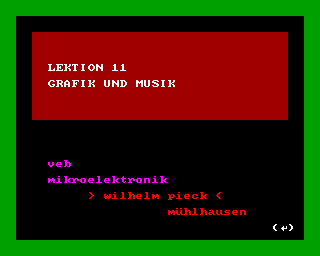 LEKTION 11
GRAFIK UND MUSIK
veb
mikroelektronik
> wilhelm pieck <
mühlhausen
(↵)